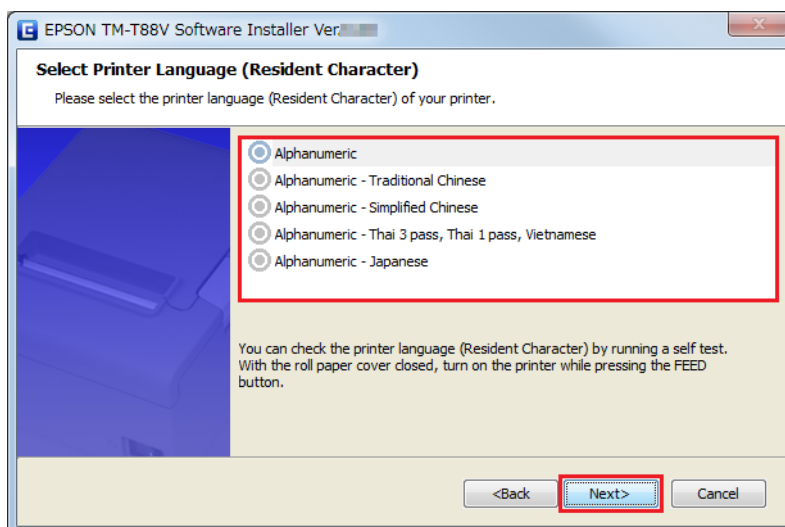 EPSON TM-T88V Software Installer Ver.
Select Printer Language (Resident Character)
Please select the printer language (Resident Character) of your printer.
Alphanumeric
Alphanumeric - Traditional Chinese
Alphanumeric - Simplified Chinese
Alphanumeric - Thai 3 pass, Thai 1 pass, Vietnamese
Alphanumeric - Japanese
You can check the printer language (Resident Character) by running a self test.
With the roll paper cover closed, turn on the printer while pressing the FEED
button.
<Back Next> Cancel